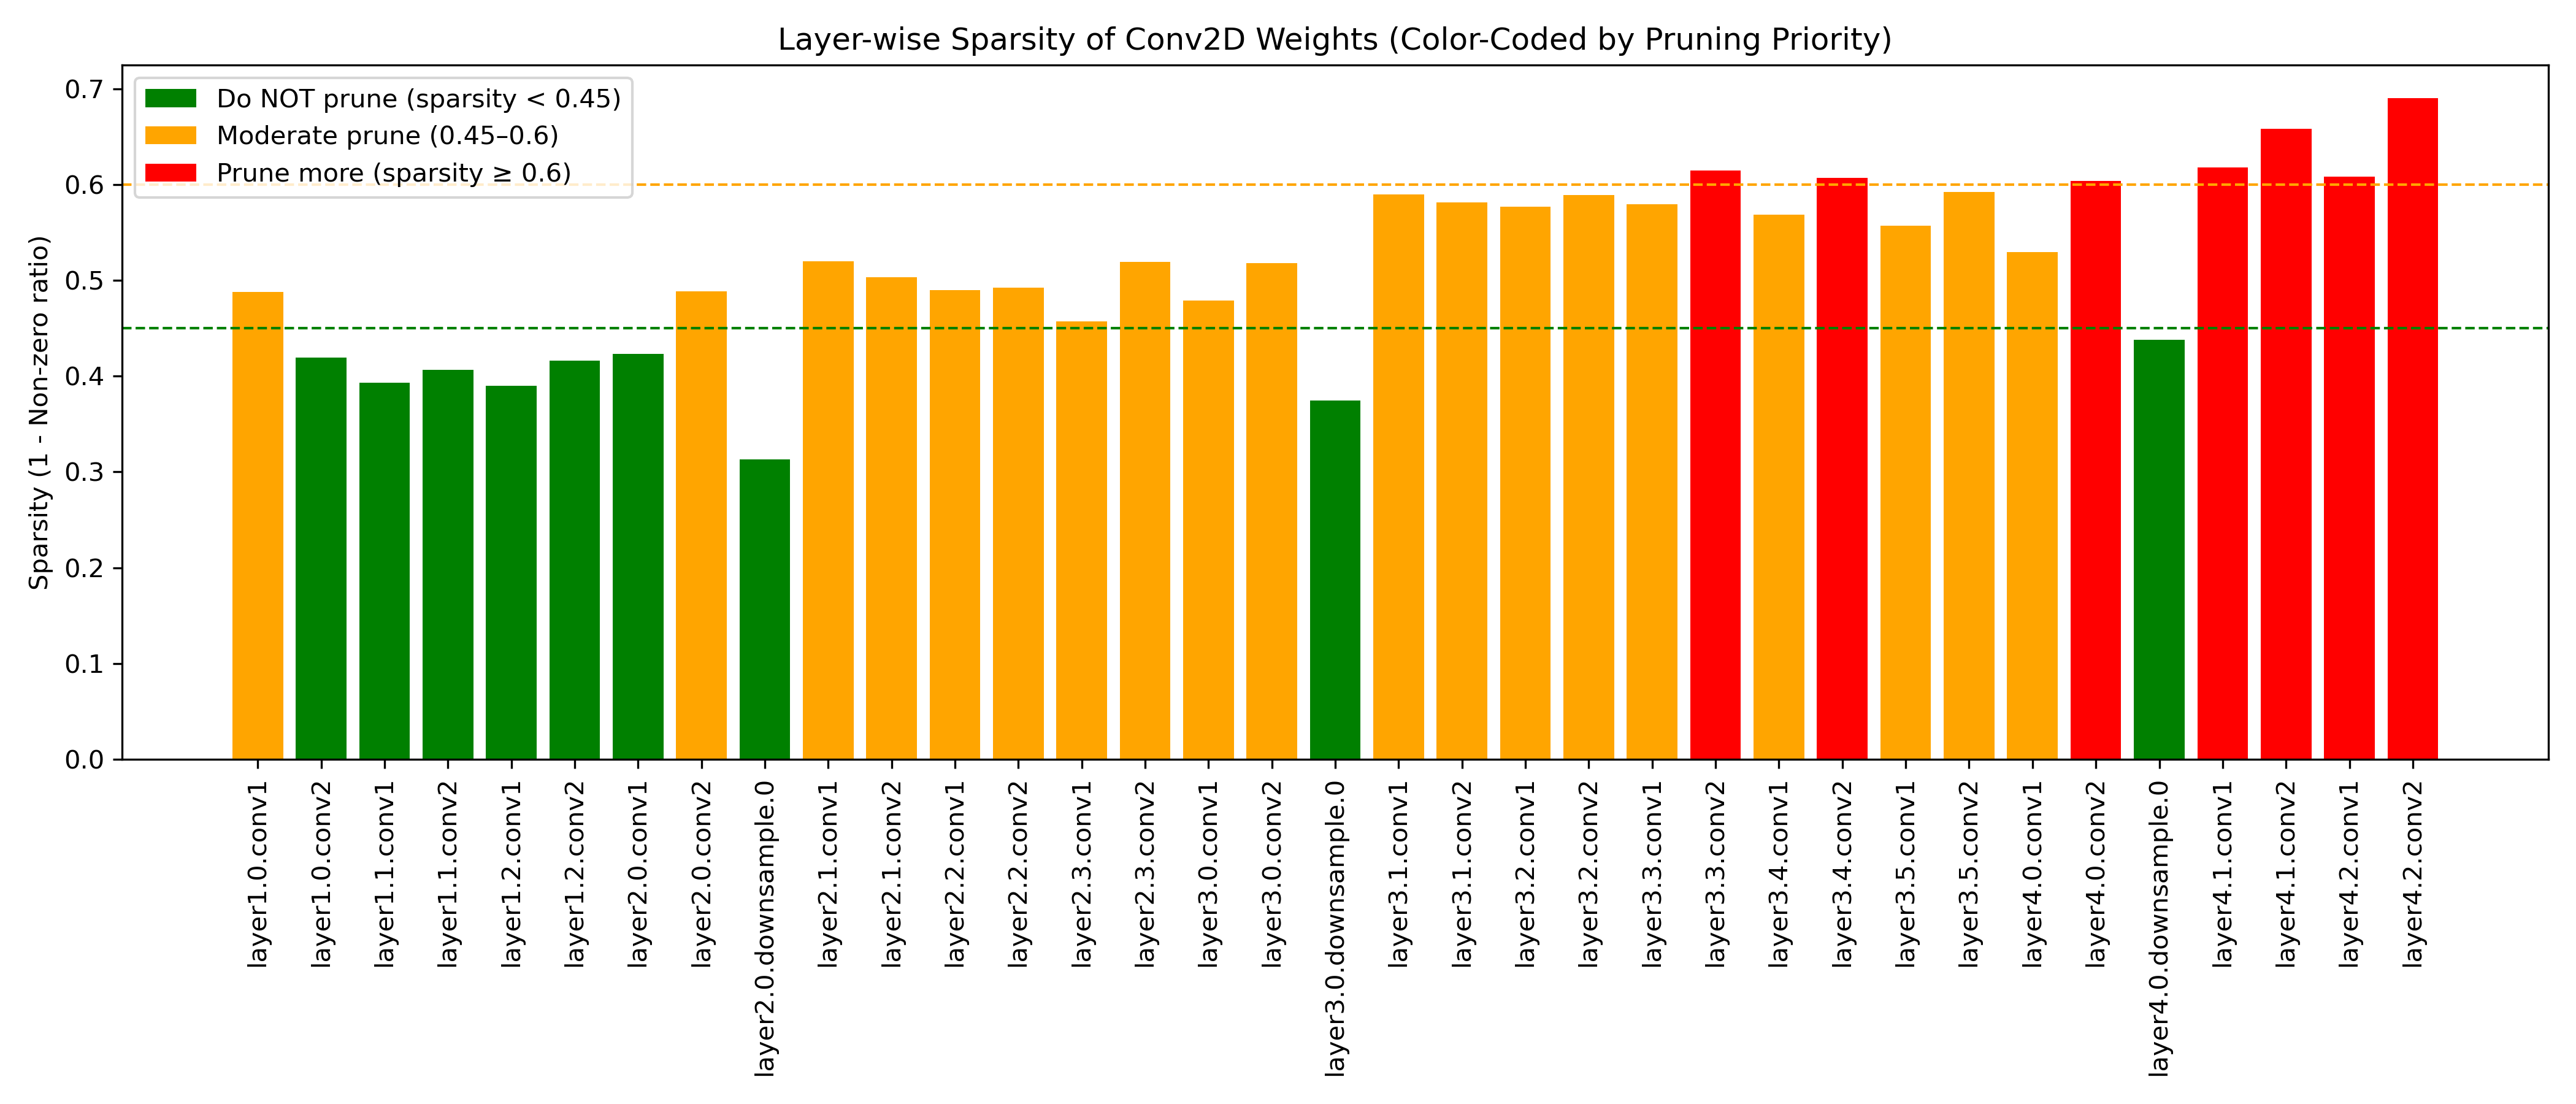 Layer-wise Sparsity of Conv2D Weights (Color-Coded by Pruning Priority)
Do NOT prune (sparsity < 0.45)
Moderate prune (0.45–0.6)
Prune more (sparsity ≥ 0.6)
Sparsity (1 - Non-zero ratio)
0.7
0.6
0.5
0.4
0.3
0.2
0.1
0.0
layer1.0.conv1
layer1.0.conv2
layer1.1.conv1
layer1.1.conv2
layer1.2.conv1
layer1.2.conv2
layer2.0.conv1
layer2.0.conv2
layer2.0.downsample.0
layer2.1.conv1
layer2.1.conv2
layer2.2.conv1
layer2.2.conv2
layer2.3.conv1
layer2.3.conv2
layer3.0.conv1
layer3.0.conv2
layer3.0.downsample.0
layer3.1.conv1
layer3.1.conv2
layer3.2.conv1
layer3.2.conv2
layer3.3.conv1
layer3.3.conv2
layer3.4.conv1
layer3.4.conv2
layer3.5.conv1
layer3.5.conv2
layer4.0.conv1
layer4.0.conv2
layer4.0.downsample.0
layer4.1.conv1
layer4.1.conv2
layer4.2.conv1
layer4.2.conv2